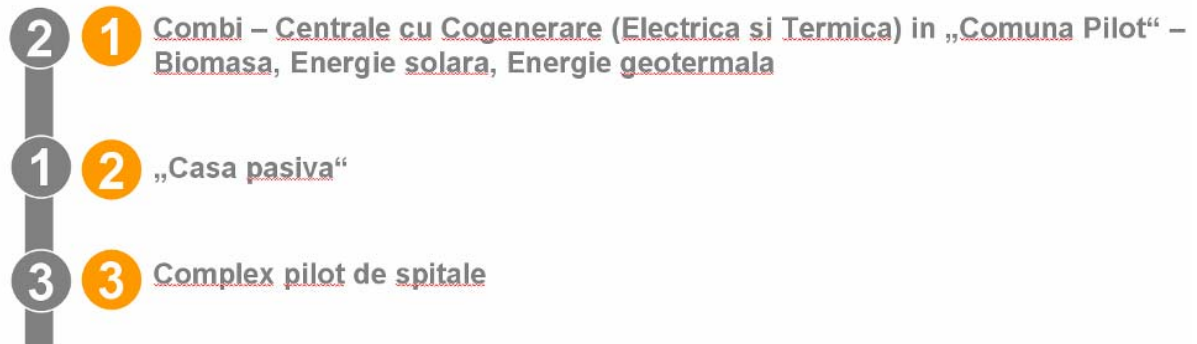 2 1 Combi – Centrale cu Cogenerare (Electrica si Termica) in „Comuna Pilot“ –
Biomasa, Energie solara, Energie geotermala
1 2 „Casa pasiva“
3 3 Complex pilot de spitale